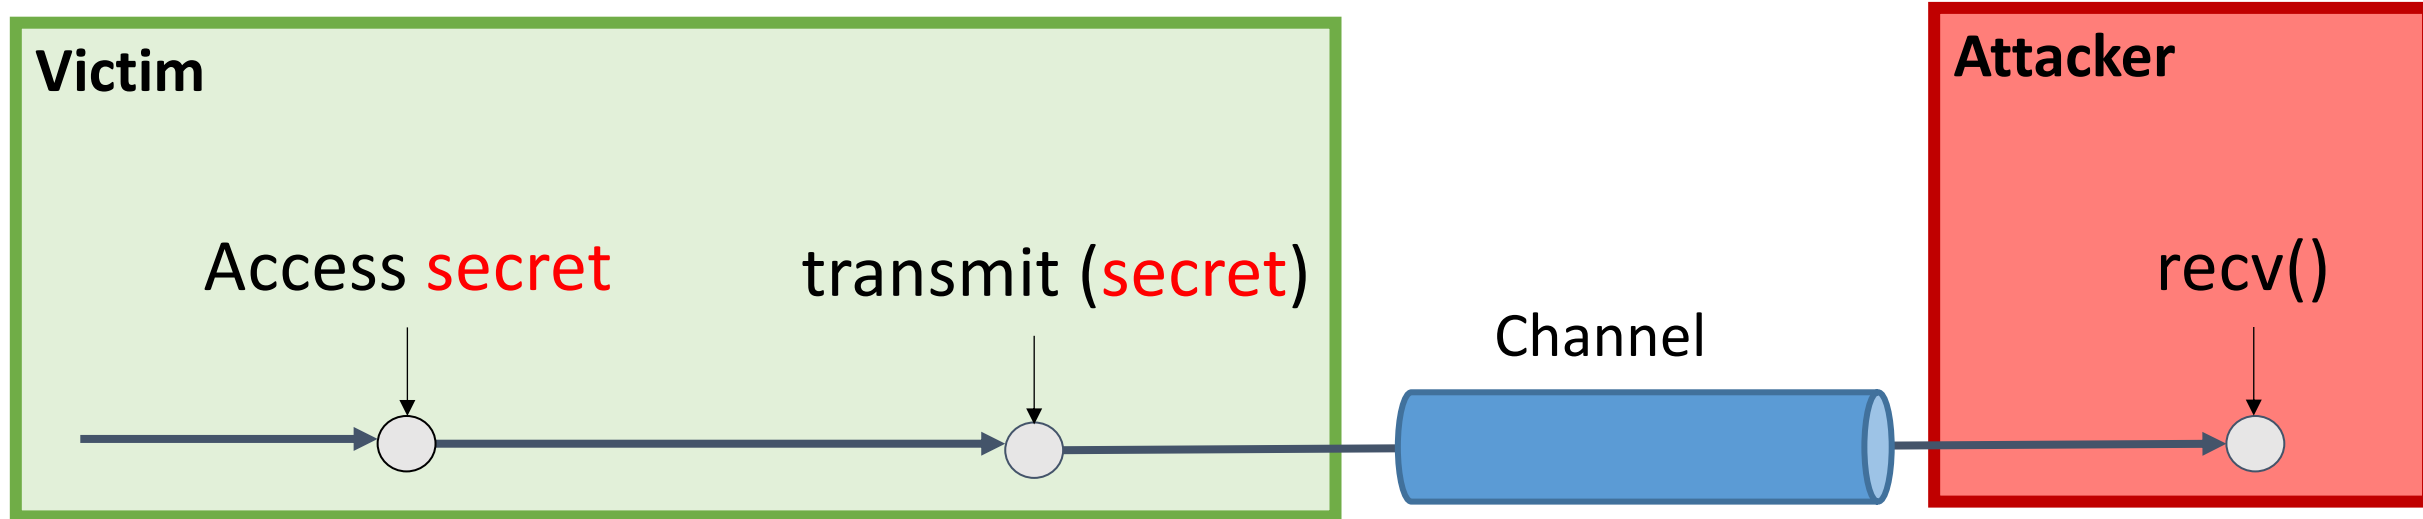 Victim
Attacker
Access secret
transmit (secret)
recv()
Channel